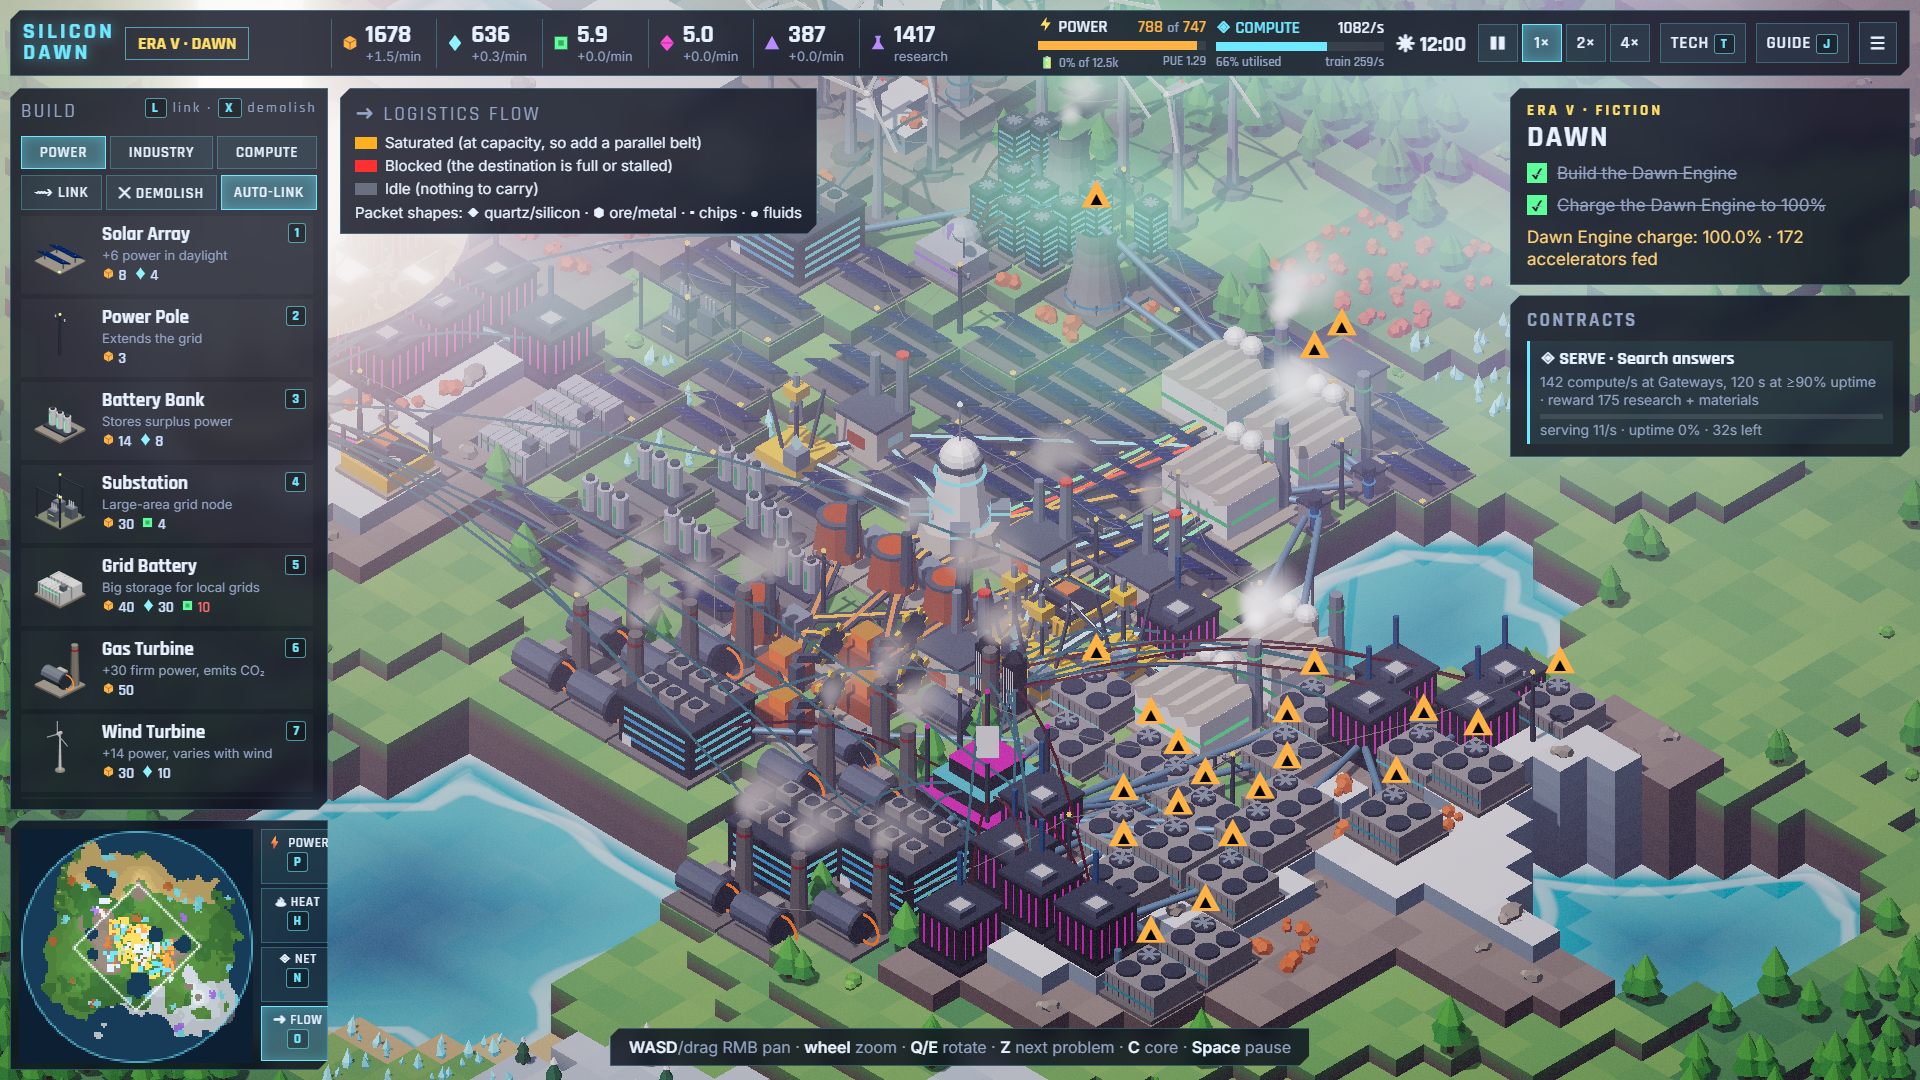 SILICON
DAWN
ERA V · DAWN
1678
+1.5/min
636
+0.3/min
5.9
+0.0/min
5.0
+0.0/min
387
+0.0/min
1417
research
POWER 788 of 747
0% of 12.5k PUE 1.29
COMPUTE 1082/s
66% utilised train 259/s
12:00
1×
2×
4×
TECH T
GUIDE J
BUILD L link · X demolish
POWER INDUSTRY COMPUTE
LINK DEMOLISH AUTO-LINK
Solar Array 1
+6 power in daylight
8 4
Power Pole 2
Extends the grid
3
Battery Bank 3
Stores surplus power
14 8
Substation 4
Large-area grid node
30 4
Grid Battery 5
Big storage for local grids
40 30 10
Gas Turbine 6
+30 firm power, emits CO₂
50
Wind Turbine 7
+14 power, varies with wind
30 10
POWER
P
HEAT
H
NET
N
FLOW
O
→ LOGISTICS FLOW
Saturated (at capacity, so add a parallel belt)
Blocked (the destination is full or stalled)
Idle (nothing to carry)
Packet shapes: ◆ quartz/silicon · ⬢ ore/metal · ▪ chips · ● fluids
ERA V · FICTION
DAWN
✓ Build the Dawn Engine
✓ Charge the Dawn Engine to 100%
Dawn Engine charge: 100.0% · 172
accelerators fed
CONTRACTS
◈ SERVE · Search answers
142 compute/s at Gateways, 120 s at ≥90% uptime
· reward 175 research + materials
serving 11/s · uptime 0% · 32s left
WASD/drag RMB pan · wheel zoom · Q/E rotate · Z next problem · C core · Space pause